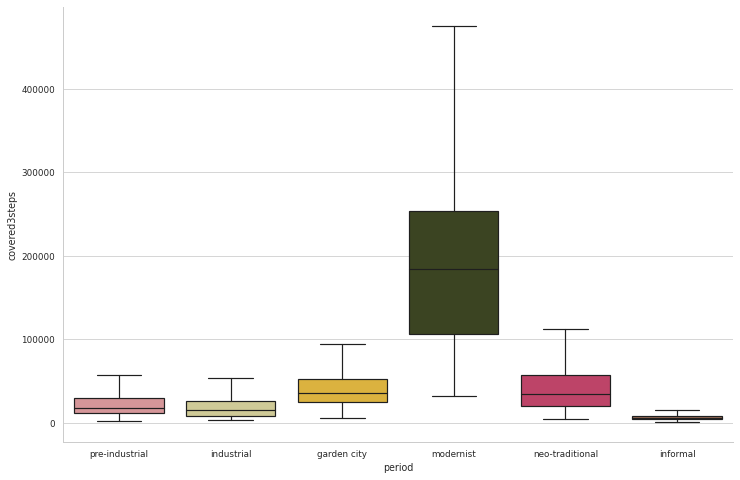 400000
300000
200000
100000
0
covered3steps
pre-industrial industrial garden city modernist neo-traditional informal
period